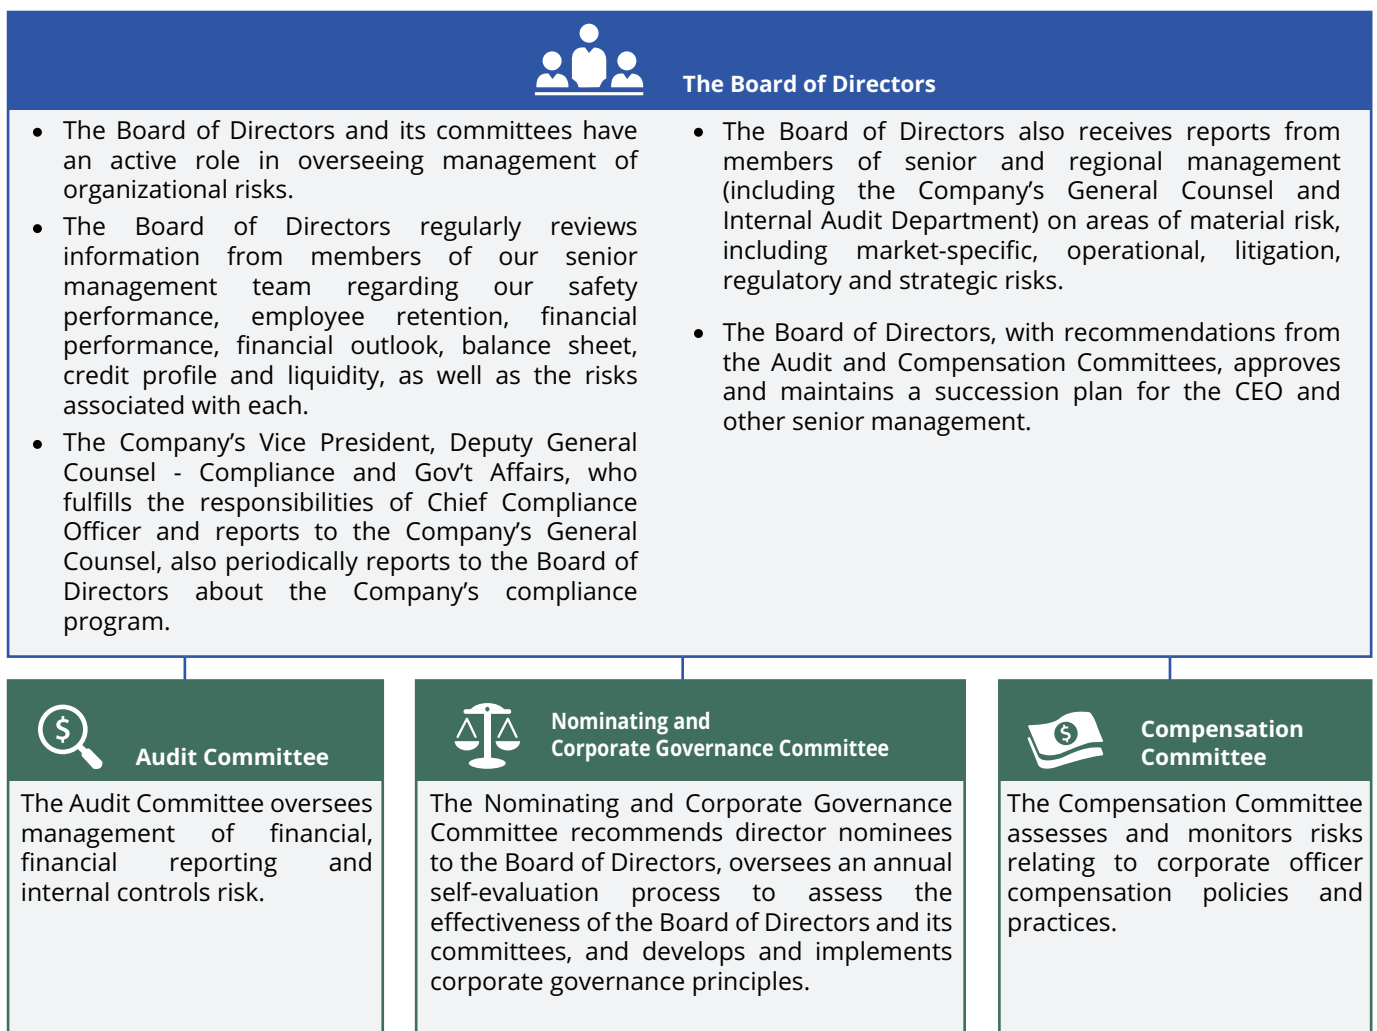 The Board of Directors
The Board of Directors and its committees have
an active role in overseeing management of
organizational risks.
The Board of Directors regularly reviews
information from members of our senior
management team regarding our safety
performance, employee retention, financial
performance, financial outlook, balance sheet,
credit profile and liquidity, as well as the risks
associated with each.
The Company’s Vice President, Deputy General
Counsel - Compliance and Gov’t Affairs, who
fulfills the responsibilities of Chief Compliance
Officer and reports to the Company’s General
Counsel, also periodically reports to the Board of
Directors about the Company’s compliance
program.
The Board of Directors also receives reports from
members of senior and regional management
(including the Company’s General Counsel and
Internal Audit Department) on areas of material risk,
including market-specific, operational, litigation,
regulatory and strategic risks.
The Board of Directors, with recommendations from
the Audit and Compensation Committees, approves
and maintains a succession plan for the CEO and
other senior management.
Audit Committee
The Audit Committee oversees
management of financial,
financial reporting and
internal controls risk.
Nominating and
Corporate Governance Committee
The Nominating and Corporate Governance
Committee recommends director nominees
to the Board of Directors, oversees an annual
self-evaluation process to assess the
effectiveness of the Board of Directors and its
committees, and develops and implements
corporate governance principles.
Compensation
Committee
The Compensation Committee
assesses and monitors risks
relating to corporate officer
compensation policies and
practices.